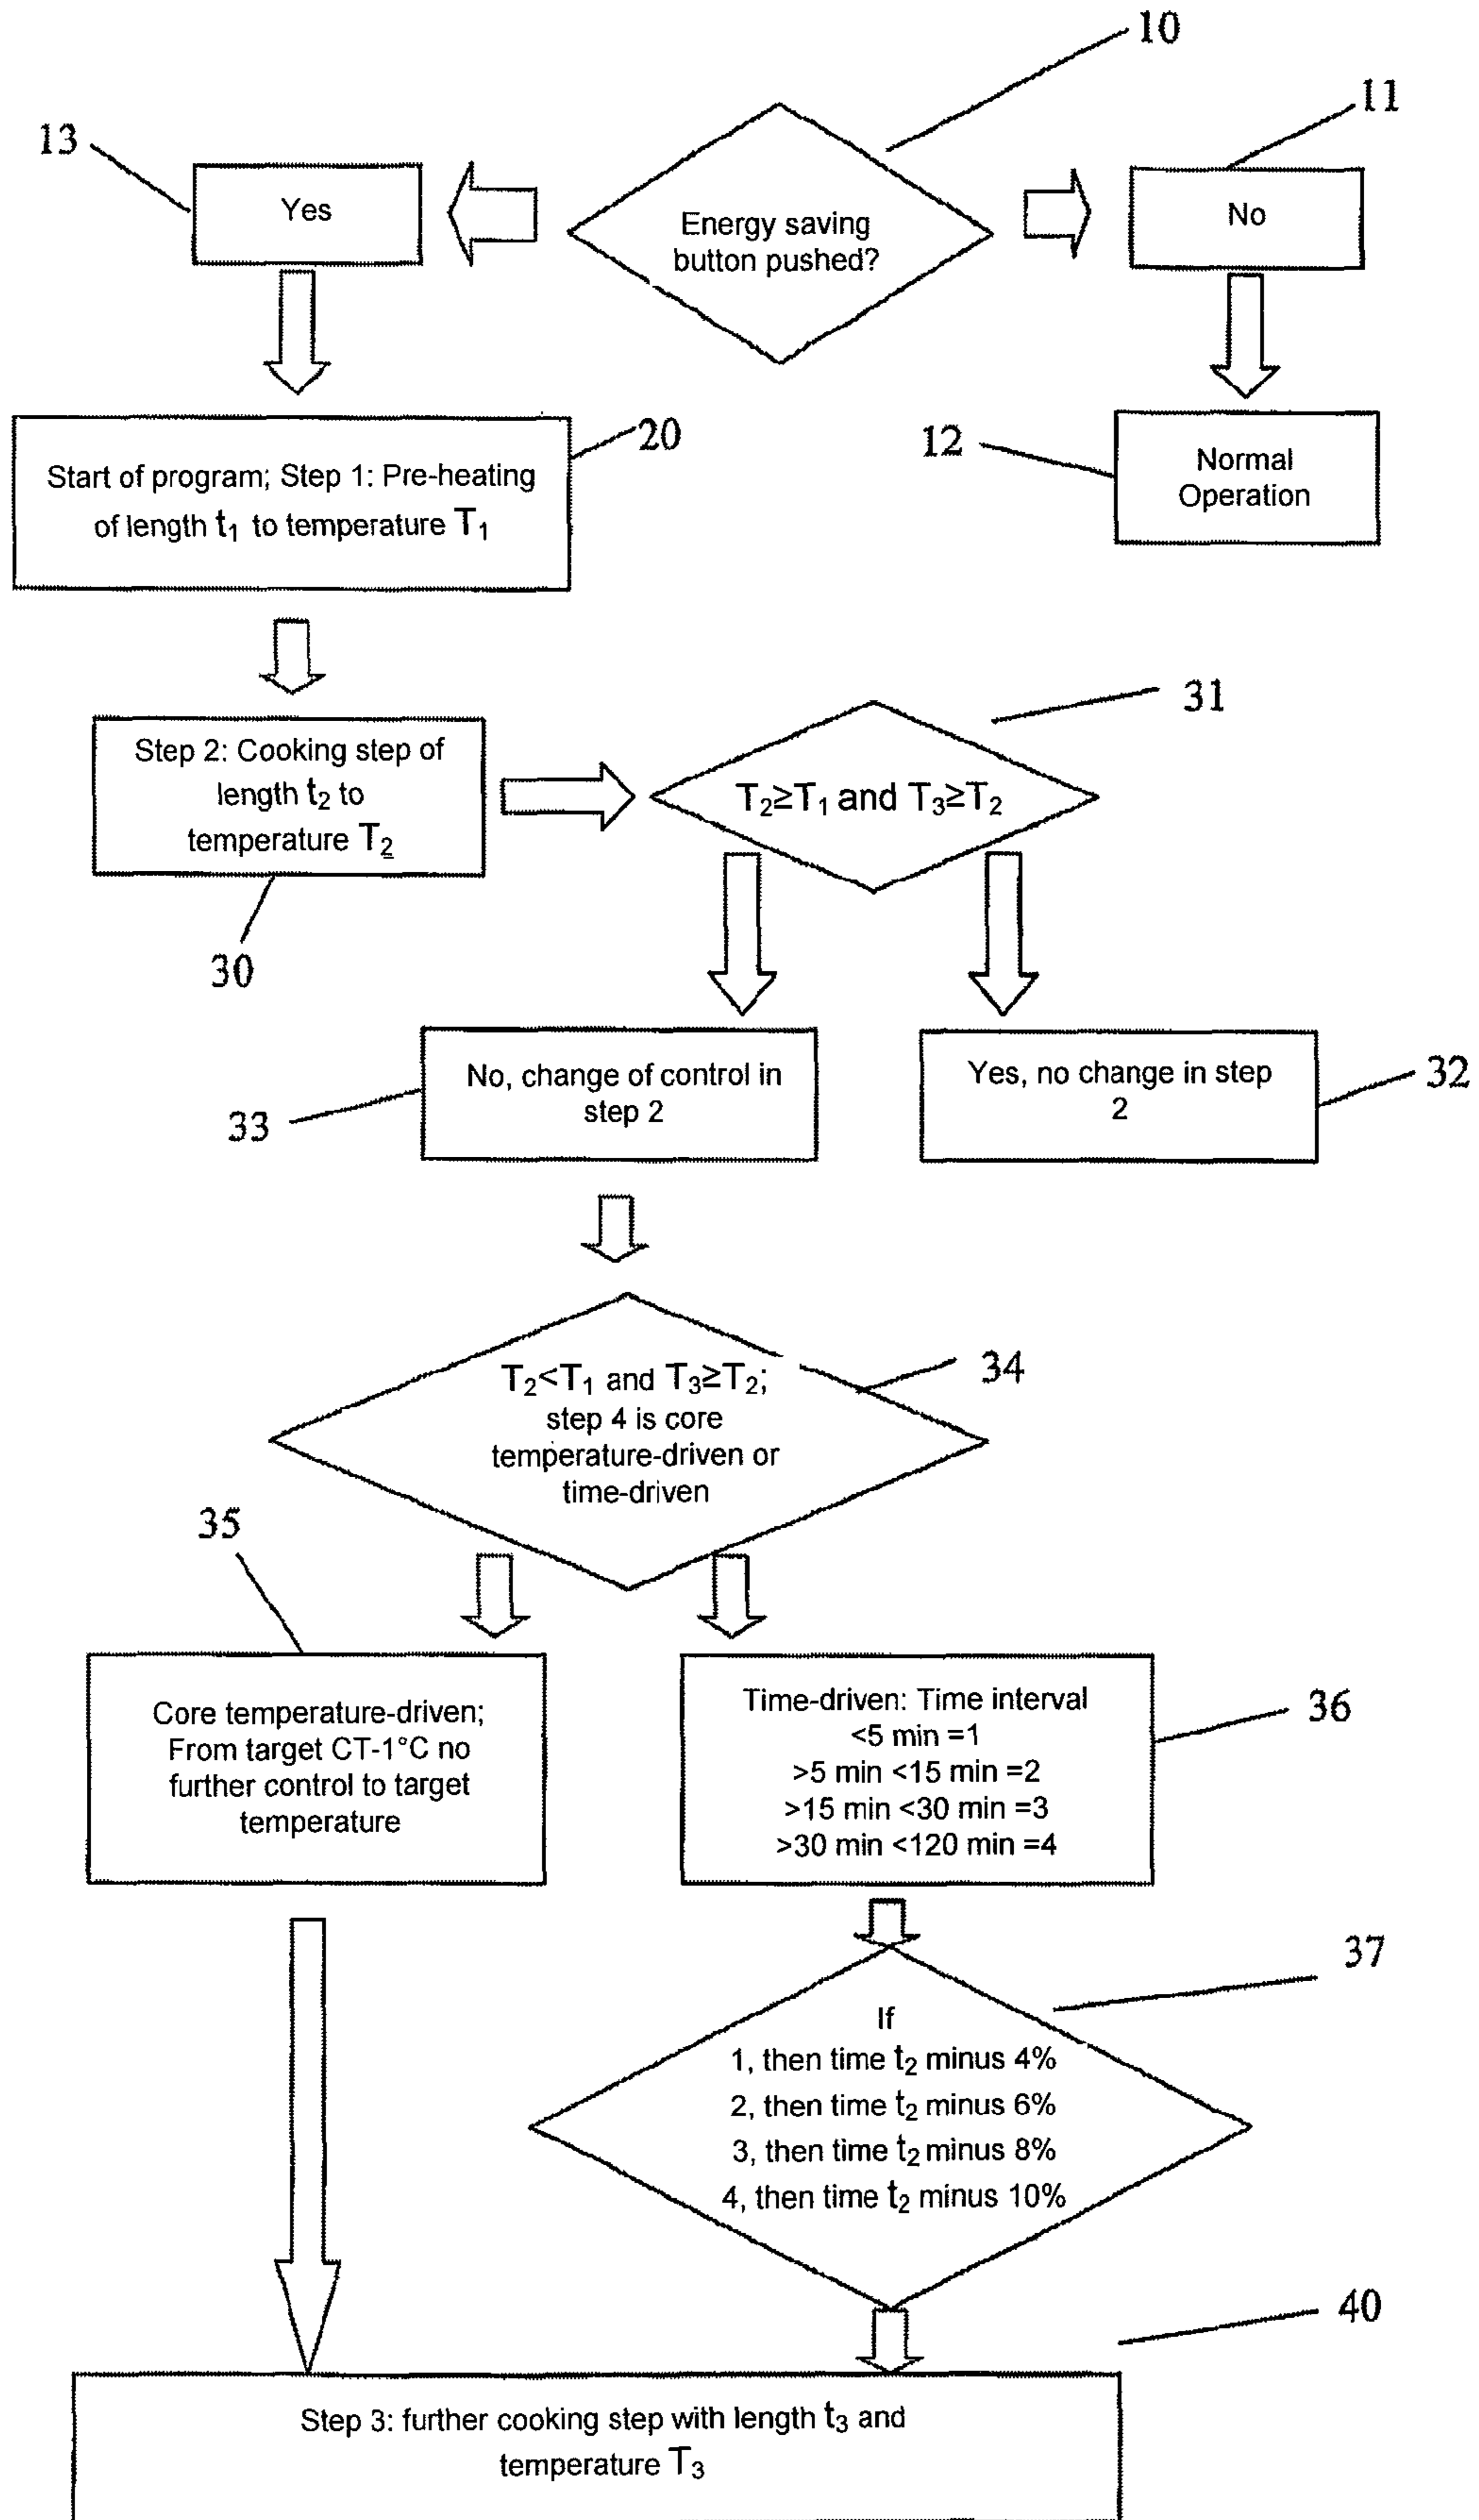 10
11
13
Yes
Energy saving
button pushed?
No
20
12
Start of program; Step 1: Pre-heating
of length t₁ to temperature T₁
Normal
Operation
31
Step 2: Cooking step of
length t₂ to
temperature T₂
T₂≥T₁ and T₃≥T₂
30
No, change of control in
step 2
Yes, no change in step
2
32
33
T₂<T₁ and T₃≥T₂;
step 4 is core
temperature-driven or
time-driven
34
35
Core temperature-driven;
From target CT-1°C no
further control to target
temperature
Time-driven: Time interval
<5 min =1
>5 min <15 min =2
>15 min <30 min =3
>30 min <120 min =4
36
37
If
1, then time t₂ minus 4%
2, then time t₂ minus 6%
3, then time t₂ minus 8%
4, then time t₂ minus 10%
40
Step 3: further cooking step with length t₃ and
temperature T₃